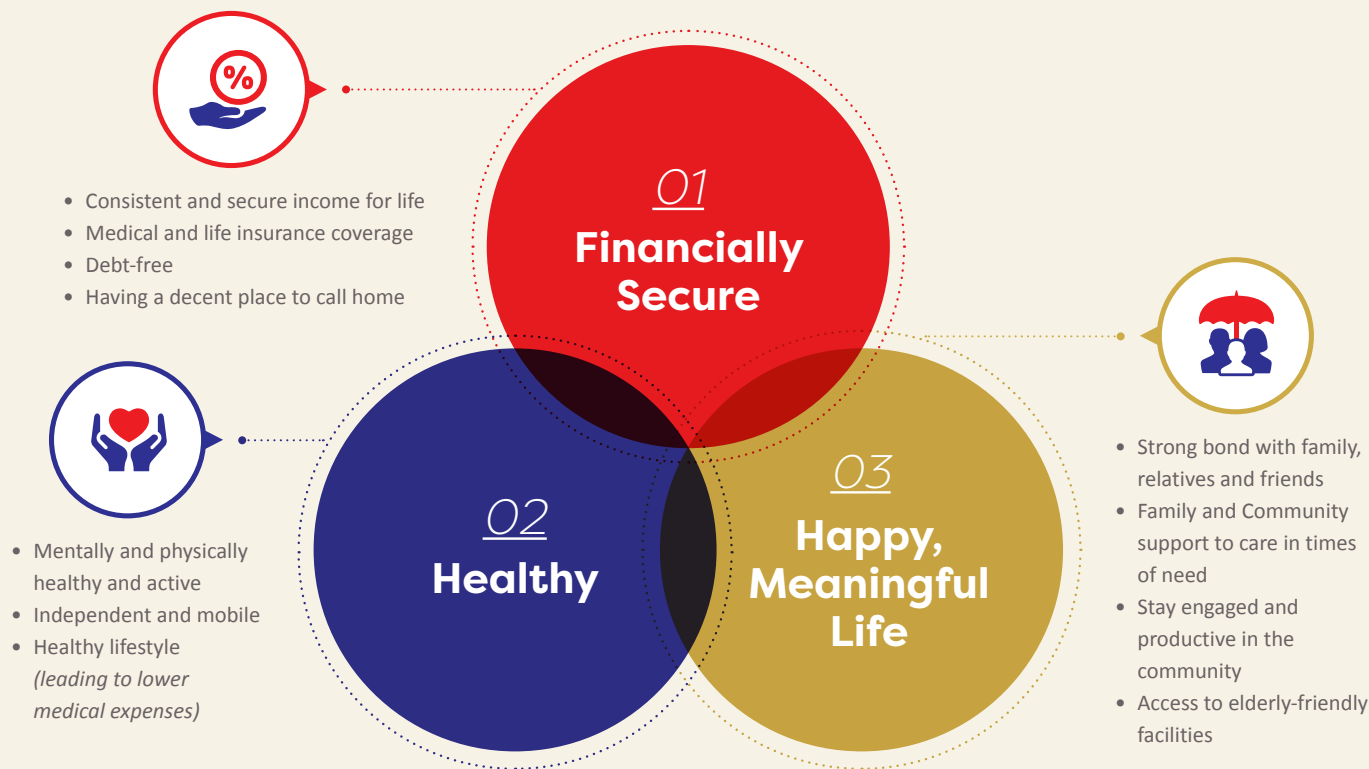 %
• Consistent and secure income for life
• Medical and life insurance coverage
• Debt-free
• Having a decent place to call home
01
Financially
Secure
02
Healthy
• Mentally and physically
healthy and active
• Independent and mobile
• Healthy lifestyle
(leading to lower
medical expenses)
03
Happy,
Meaningful
Life
• Strong bond with family,
relatives and friends
• Family and Community
support to care in times
of need
• Stay engaged and
productive in the
community
• Access to elderly-friendly
facilities